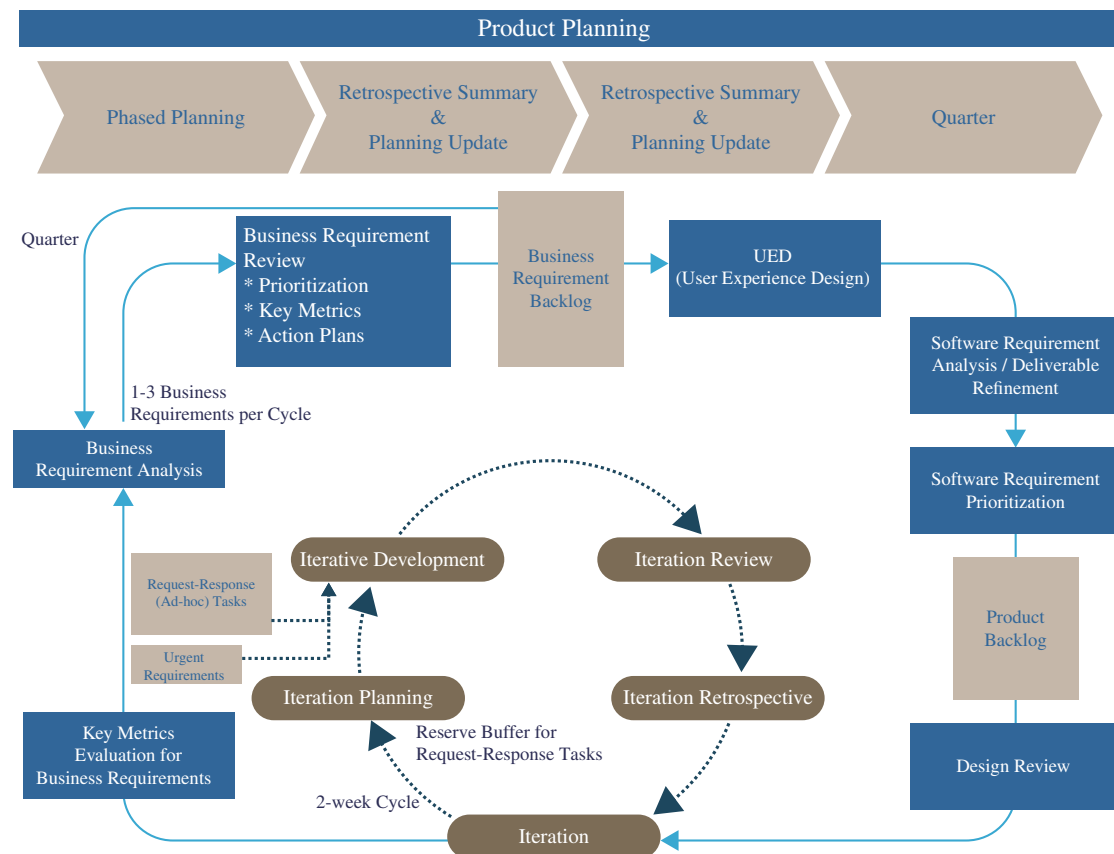 Product Planning
Phased Planning
Retrospective Summary
&
Planning Update
Retrospective Summary
&
Planning Update
Quarter
Quarter
Business Requirement
Review
* Prioritization
* Key Metrics
* Action Plans
Business
Requirement
Backlog
UED
(User Experience Design)
Software Requirement
Analysis / Deliverable
Refinement
1-3 Business
Requirements per Cycle
Business
Requirement Analysis
Software Requirement
Prioritization
Iterative Development
Iteration Review
Request-Response
(Ad-hoc) Tasks
Product
Backlog
Urgent
Requirements
Iteration Planning
Iteration Retrospective
Key Metrics
Evaluation for
Business Requirements
Reserve Buffer for
Request-Response Tasks
Design Review
2-week Cycle
Iteration